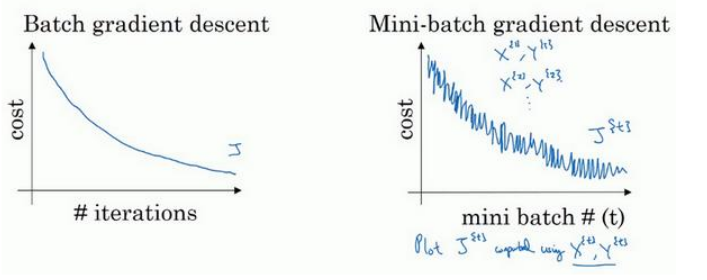 Batch gradient descent
cost
J
# iterations
Mini-batch gradient descent
X^{1}, Y^{1}
X^{2}, Y^{2}
⋮
cost
J^{t}
mini batch # (t)
Plot J^{t} computed using X^{t}, Y^{t}